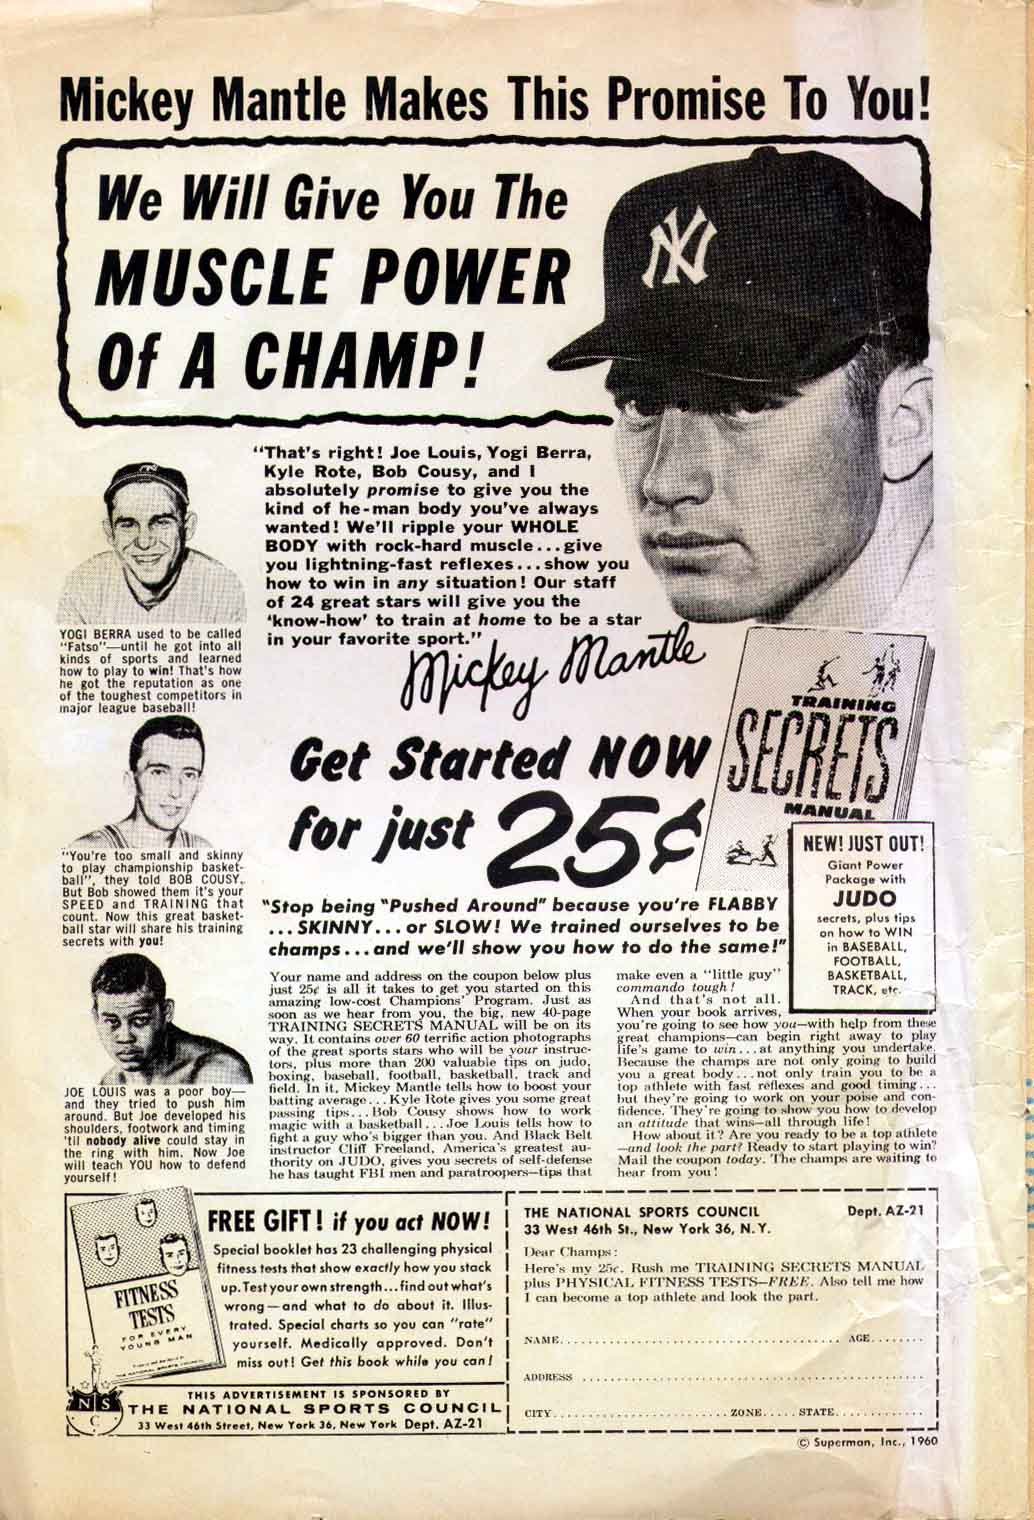 Mickey Mantle Makes This Promise To You!
We Will Give You The
MUSCLE POWER
Of A CHAMP!
NY
"That's right! Joe Louis, Yogi Berra,
Kyle Rote, Bob Cousy, and I
absolutely promise to give you the
kind of he-man body you've always
wanted! We'll ripple your WHOLE
BODY with rock-hard muscle...give
you lightning-fast reflexes...show you
how to win in any situation! Our staff
of 24 great stars will give you the
'know-how' to train at home to be a star
in your favorite sport."
Mickey Mantle
YOGI BERRA used to be called
"Fatso"—until he got into all
kinds of sports and learned
how to play to win! That's how
he got the reputation as one
of the toughest competitors in
major league baseball!
"You're too small and skinny
to play championship basket-
ball", they told BOB COUSY.
But Bob showed them it's your
SPEED and TRAINING that
count. Now this great basket-
ball star will share his training
secrets with you!
JOE LOUIS was a poor boy—
and they tried to push him
around. But Joe developed his
shoulders, footwork and timing
'til nobody alive could stay in
the ring with him. Now Joe
will teach YOU how to defend
yourself!
Get Started NOW
for just 25¢
TRAINING
SECRETS
MANUAL
NEW! JUST OUT!
Giant Power
Package with
JUDO
secrets, plus tips
on how to WIN
in BASEBALL,
FOOTBALL,
BASKETBALL,
TRACK, etc.
"Stop being "Pushed Around" because you're FLABBY
...SKINNY...or SLOW! We trained ourselves to be
champs...and we'll show you how to do the same!"
Your name and address on the coupon below plus
just 25¢ is all it takes to get you started on this
amazing low-cost Champions' Program. Just as
soon as we hear from you, the big, new 40-page
TRAINING SECRETS MANUAL will be on its
way. It contains over 60 terrific action photographs
of the great sports stars who will be your instruc-
tors, plus more than 200 valuable tips on judo,
boxing, baseball, football, basketball, track and
field. In it, Mickey Mantle tells how to boost your
batting average...Kyle Rote gives you some great
passing tips...Bob Cousy shows how to work
magic with a basketball...Joe Louis tells how to
fight a guy who's bigger than you. And Black Belt
instructor Cliff Freeland, America's greatest au-
thority on JUDO, gives you secrets of self-defense
he has taught FBI men and paratroopers—tips that
make even a "little guy"
commando tough!
And that's not all.
When your book arrives,
you're going to see how you—with help from these
great champions—can begin right away to play
life's game to win...at anything you undertake.
Because the champs are not only going to build
you a great body...not only train you to be a
top athlete with fast reflexes and good timing...
but they're going to work on your poise and con-
fidence. They're going to show you how to develop
an attitude that wins—all through life!
How about it? Are you ready to be a top athlete
—and look the part? Ready to start playing to win?
Mail the coupon today. The champs are waiting to
hear from you!
FITNESS
TESTS
FOR EVERY
YOUNG MAN
FREE GIFT! if you act NOW!
Special booklet has 23 challenging physical
fitness tests that show exactly how you stack
up. Test your own strength...find out what's
wrong—and what to do about it. Illus-
trated. Special charts so you can "rate"
yourself. Medically approved. Don't
miss out! Get this book while you can!
NSC
THIS ADVERTISEMENT IS SPONSORED BY
THE NATIONAL SPORTS COUNCIL
33 West 46th Street, New York 36, New York Dept. AZ-21
THE NATIONAL SPORTS COUNCIL Dept. AZ-21
33 West 46th St., New York 36, N. Y.
Dear Champs:
Here's my 25c. Rush me TRAINING SECRETS MANUAL
plus PHYSICAL FITNESS TESTS—FREE. Also tell me how
I can become a top athlete and look the part.
NAME........................................ AGE........
ADDRESS ........................................
CITY......................... ZONE..... STATE.............
© Superman, Inc., 1960